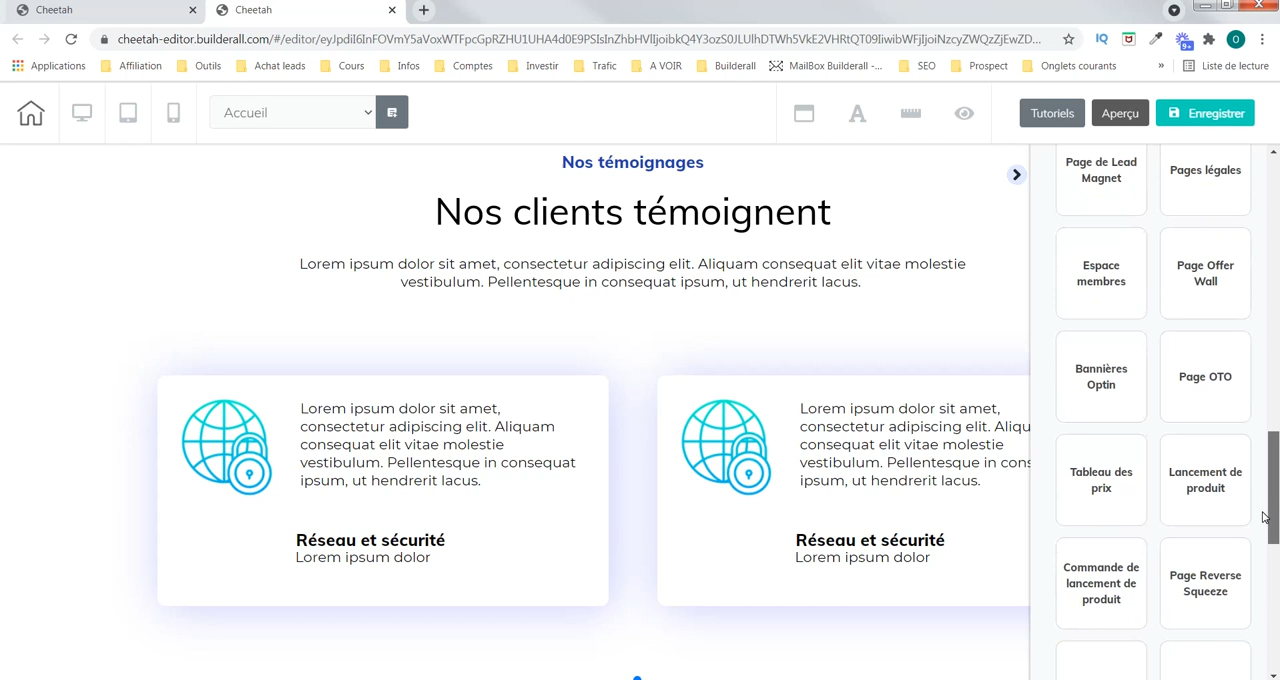 Cheetah
Cheetah
cheetah-editor.builderall.com/#/editor/eyJpdiI6InFOVmY5aVoxWTFpcGpRZHU1UHA4d0E9PSIsInZhbHVlIjoibkQ4Y3ozS0JLUlhDTWh5VkE2VHRtQT09IiwibWFjIjoiNzcyZWQzZjEwZD...
IQ
9+
O
Applications
Affiliation
Outils
Achat leads
Cours
Infos
Comptes
Investir
Trafic
A VOIR
Builderall
MailBox Builderall -...
SEO
Prospect
Onglets courants
»
Liste de lecture
Accueil
A
Tutoriels
Aperçu
Enregistrer
Nos témoignages
Nos clients témoignent
Lorem ipsum dolor sit amet, consectetur adipiscing elit. Aliquam consequat elit vitae molestie
vestibulum. Pellentesque in consequat ipsum, ut hendrerit lacus.
Lorem ipsum dolor sit amet,
consectetur adipiscing elit. Aliquam
consequat elit vitae molestie
vestibulum. Pellentesque in consequat
ipsum, ut hendrerit lacus.
Réseau et sécurité
Lorem ipsum dolor
Lorem ipsum dolor sit amet,
consectetur adipiscing elit. Aliqu
consequat elit vitae molestie
vestibulum. Pellentesque in cons
ipsum, ut hendrerit lacus.
Réseau et sécurité
Lorem ipsum dolor
Page de Lead
Magnet
Pages légales
Espace
membres
Page Offer
Wall
Bannières
Optin
Page OTO
Tableau des
prix
Lancement de
produit
Commande de
lancement de
produit
Page Reverse
Squeeze